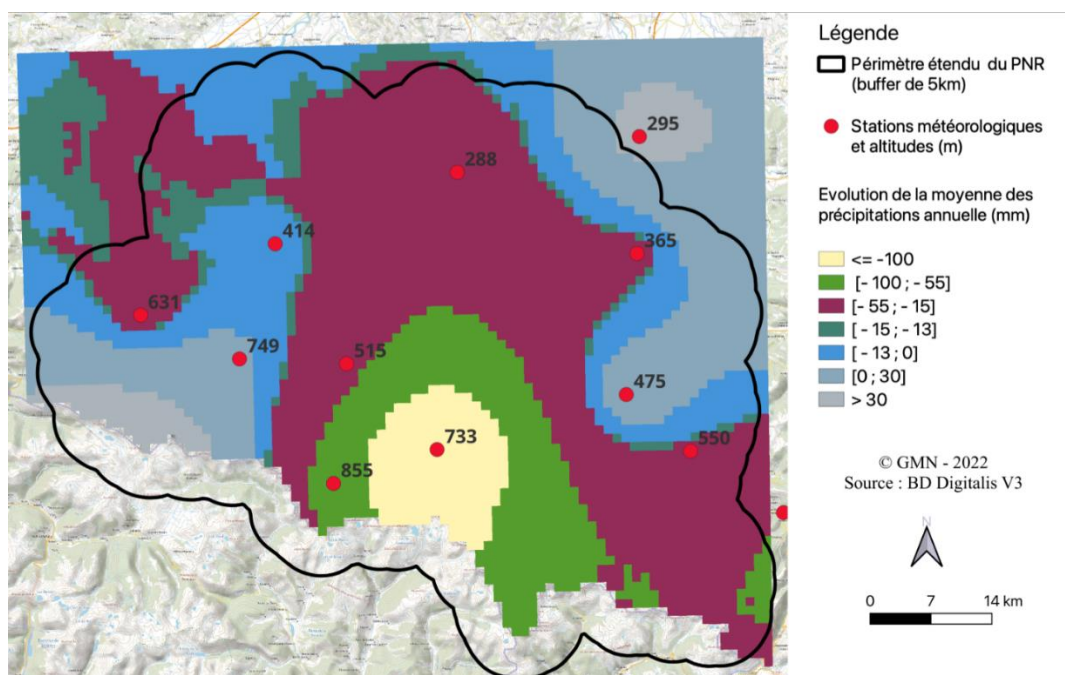 295
288
414
365
631
749
515
475
733
550
855
Légende
Périmètre étendu du PNR
(buffer de 5km)
Stations météorologiques
et altitudes (m)
Evolution de la moyenne des
précipitations annuelle (mm)
<= -100
[- 100 ; - 55]
[- 55 ; - 15]
[- 15 ; - 13]
[ - 13 ; 0]
[0 ; 30]
> 30
© GMN - 2022
Source : BD Digitalis V3
N
0 7 14 km